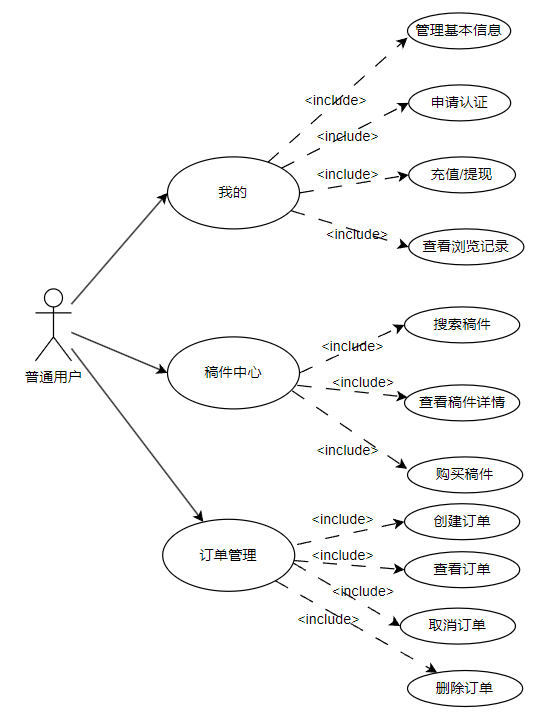 管理基本信息
<include>
申请认证
<include>
充值/提现
<include>
我的
<include>
查看浏览记录
普通用户
搜索稿件
<include>
稿件中心
<include>
查看稿件详情
<include>
购买稿件
<include>
创建订单
订单管理
<include>
查看订单
<include>
取消订单
<include>
删除订单